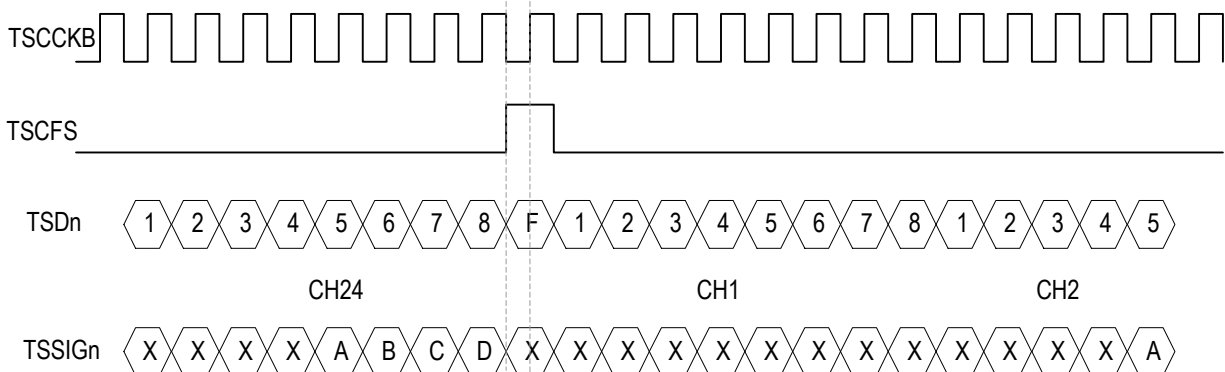 TSCCKB
TSCFS
TSDn 1 2 3 4 5 6 7 8 F 1 2 3 4 5 6 7 8 1 2 3 4 5
CH24 CH1 CH2
TSSIGn X X X X A B C D X X X X X X X X X X X X X A